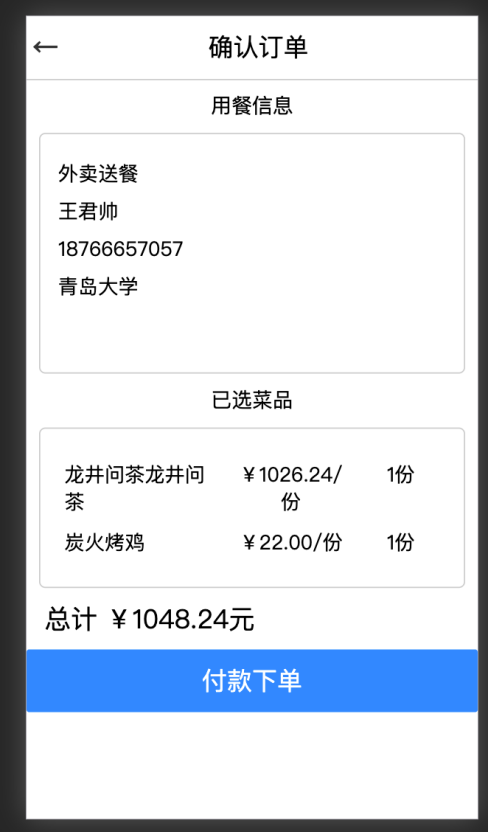 确认订单
用餐信息
外卖送餐
王君帅
18766657057
青岛大学
已选菜品
龙井问茶龙井问 ￥1026.24/ 1份
茶 份
炭火烤鸡 ￥22.00/份 1份
总计 ￥1048.24元
付款下单